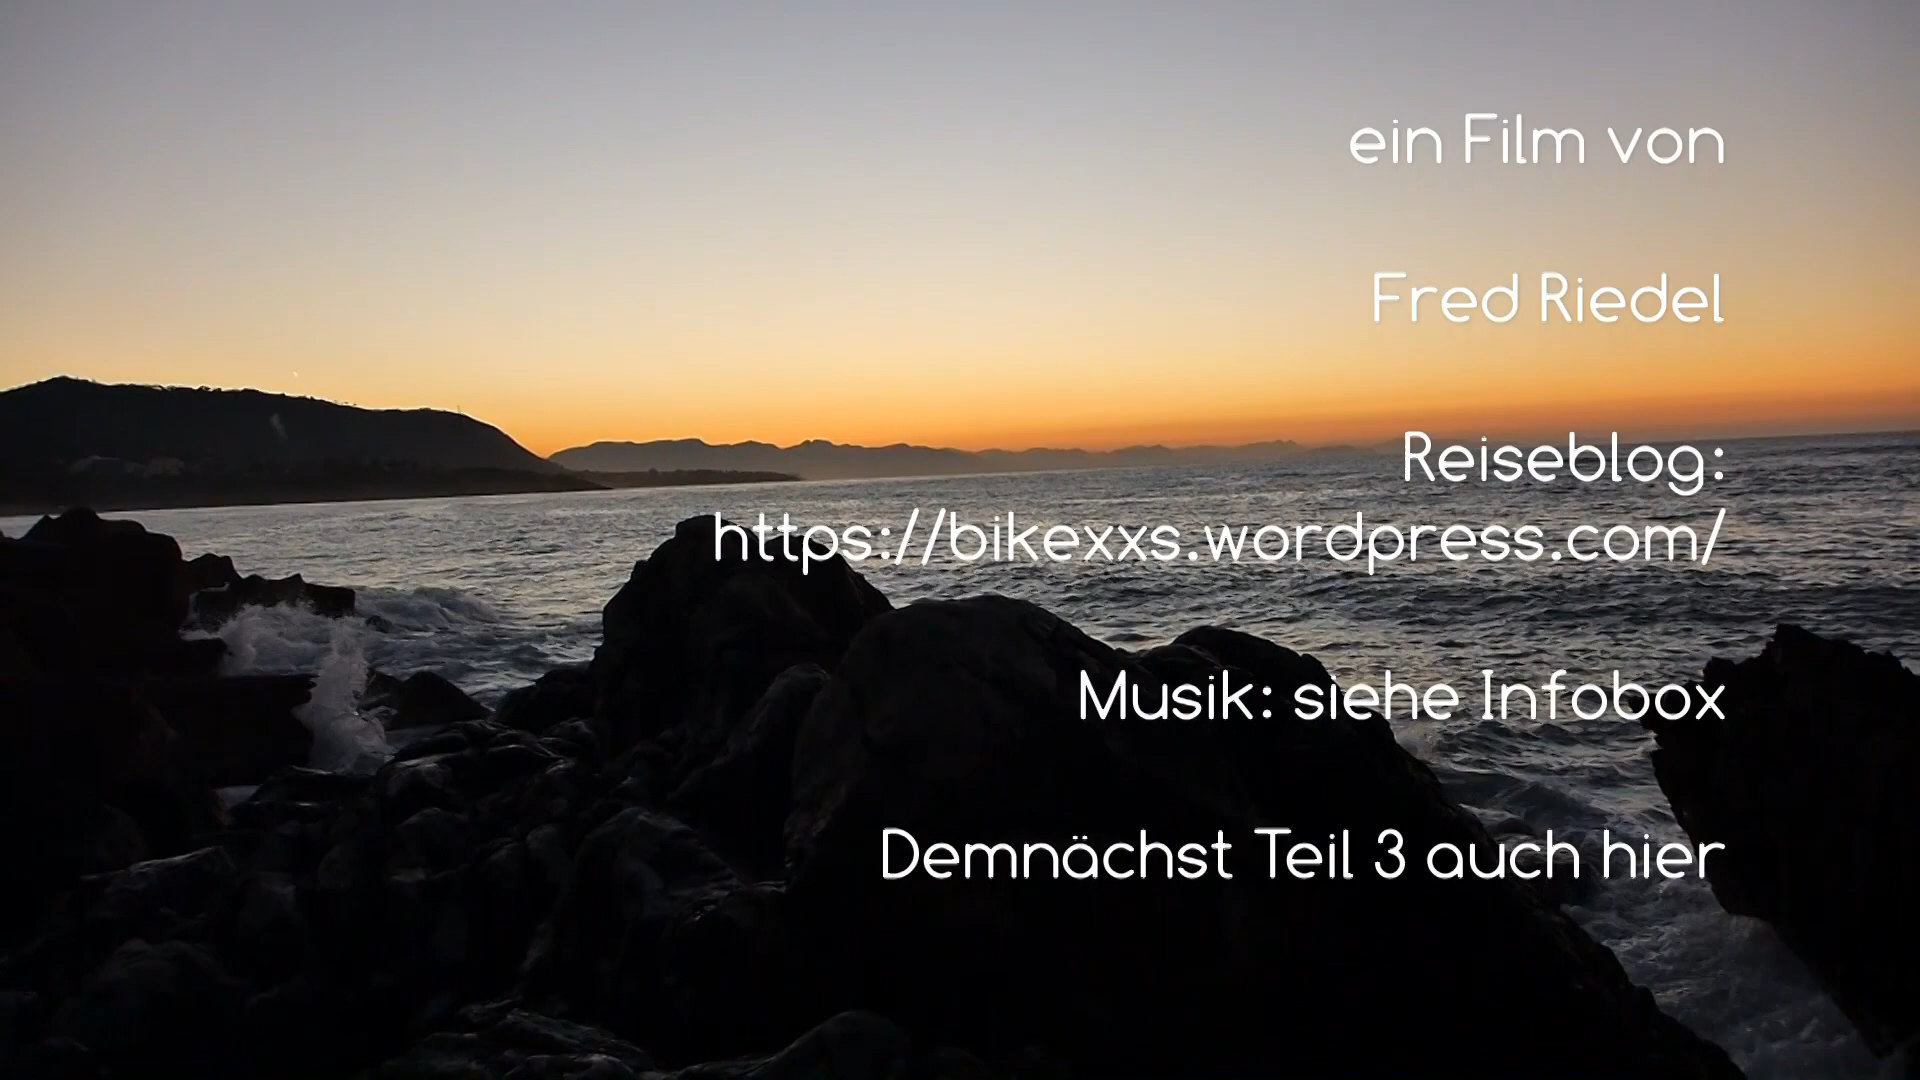 ein Film von
Fred Riedel
Reiseblog:
https://bikexxs.wordpress.com/
Musik: siehe Infobox
Demnächst Teil 3 auch hier